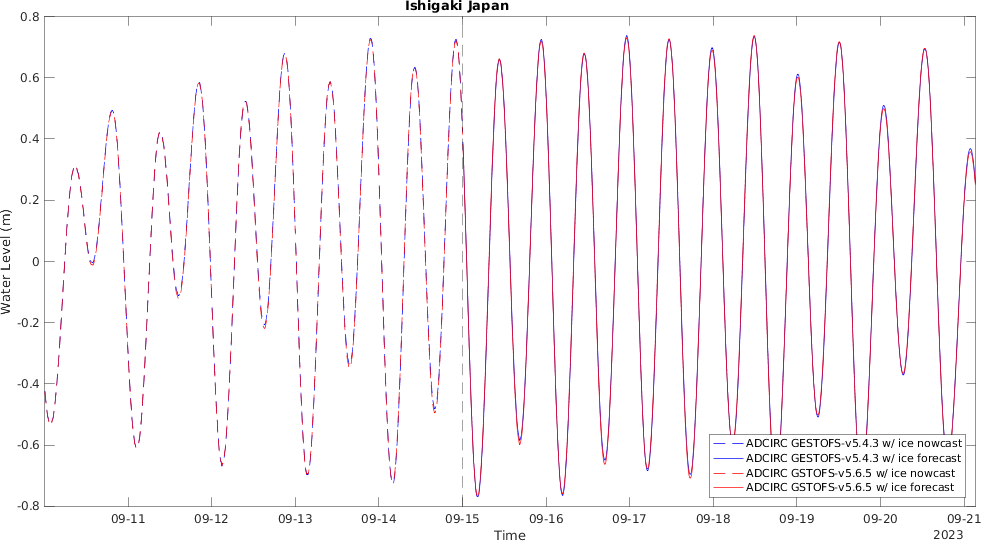 Ishigaki Japan
0.8
0.6
0.4
0.2
0
-0.2
-0.4
-0.6
-0.8
Water Level (m)
ADCIRC GESTOFS-v5.4.3 w/ ice nowcast
ADCIRC GESTOFS-v5.4.3 w/ ice forecast
ADCIRC GSTOFS-v5.6.5 w/ ice nowcast
ADCIRC GSTOFS-v5.6.5 w/ ice forecast
09-11 09-12 09-13 09-14 09-15 09-16 09-17 09-18 09-19 09-20 09-21
Time
2023